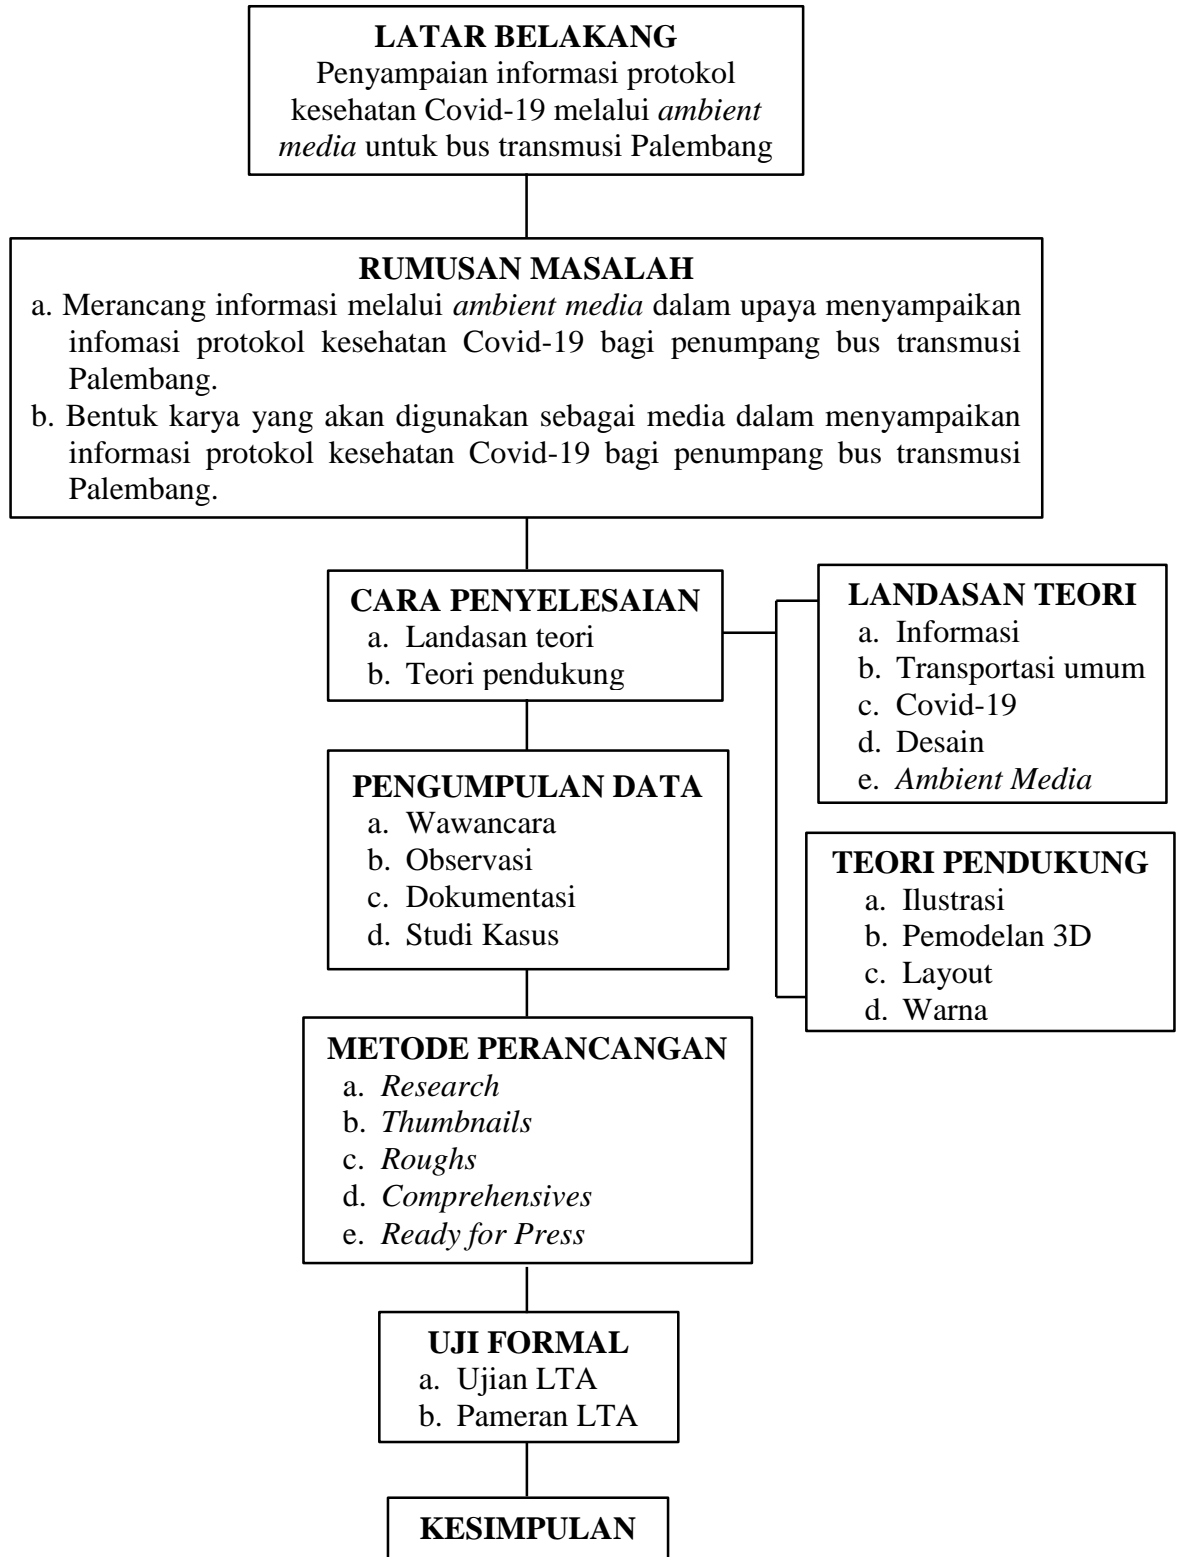 LATAR BELAKANG
Penyampaian informasi protokol
kesehatan Covid-19 melalui ambient
media untuk bus transmusi Palembang
RUMUSAN MASALAH
a. Merancang informasi melalui ambient media dalam upaya menyampaikan
infomasi protokol kesehatan Covid-19 bagi penumpang bus transmusi
Palembang.
b. Bentuk karya yang akan digunakan sebagai media dalam menyampaikan
informasi protokol kesehatan Covid-19 bagi penumpang bus transmusi
Palembang.
CARA PENYELESAIAN
a. Landasan teori
b. Teori pendukung
LANDASAN TEORI
a. Informasi
b. Transportasi umum
c. Covid-19
d. Desain
e. Ambient Media
TEORI PENDUKUNG
a. Ilustrasi
b. Pemodelan 3D
c. Layout
d. Warna
PENGUMPULAN DATA
a. Wawancara
b. Observasi
c. Dokumentasi
d. Studi Kasus
METODE PERANCANGAN
a. Research
b. Thumbnails
c. Roughs
d. Comprehensives
e. Ready for Press
UJI FORMAL
a. Ujian LTA
b. Pameran LTA
KESIMPULAN